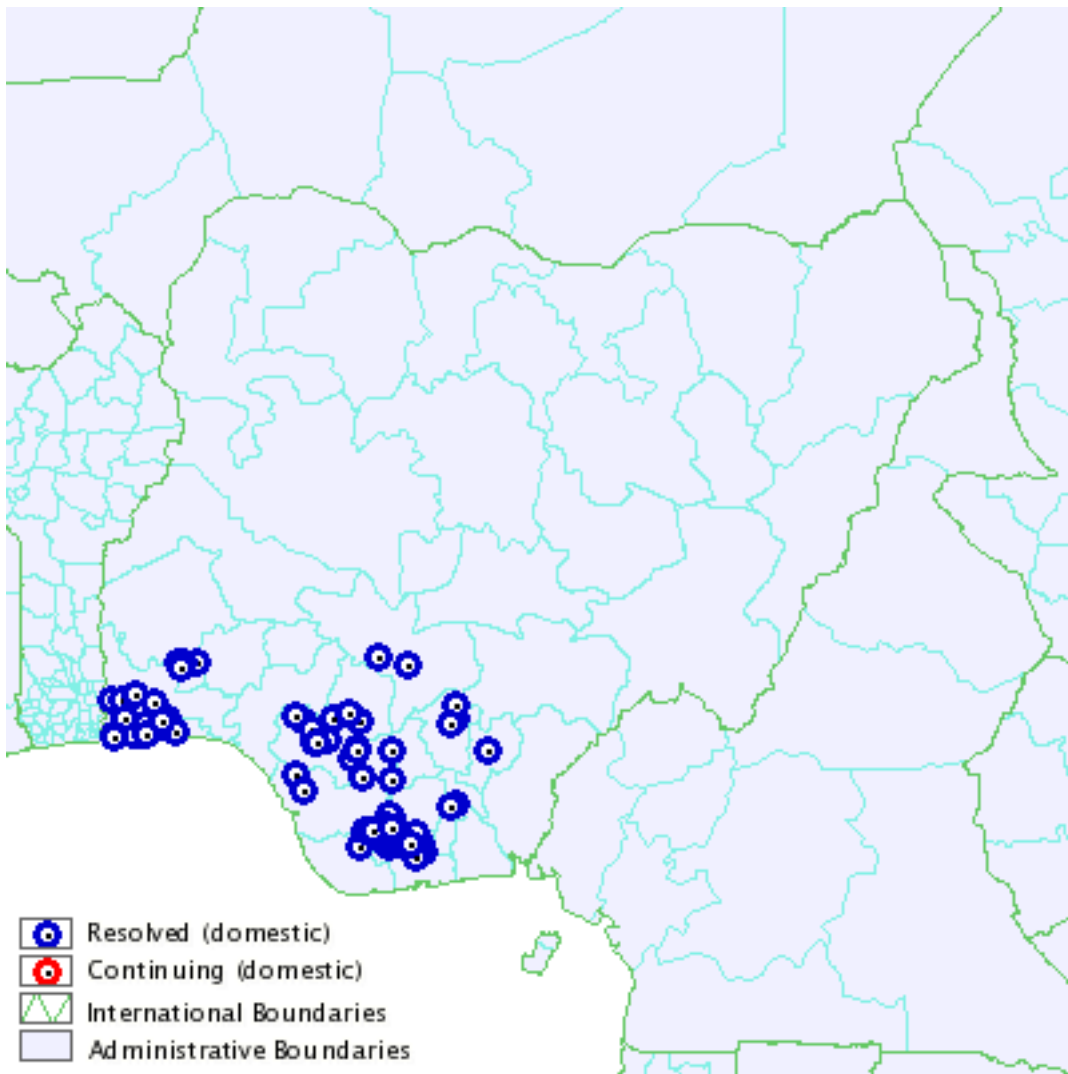 Resolved (domestic)
Continuing (domestic)
International Boundaries
Administrative Boundaries